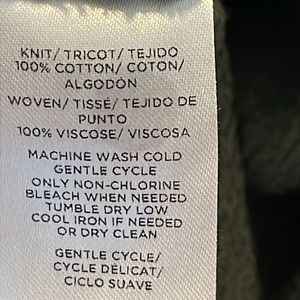 KNIT/ TRICOT/ TEJIDO
100% COTTON/ COTON/
ALGODÓN
WOVEN/ TISSÉ/ TEJIDO DE
PUNTO
100% VISCOSE/ VISCOSA
MACHINE WASH COLD
GENTLE CYCLE
ONLY NON-CHLORINE
BLEACH WHEN NEEDED
TUMBLE DRY LOW
COOL IRON IF NEEDED
OR DRY CLEAN
GENTLE CYCLE/
CYCLE DÉLICAT/
CICLO SUAVE